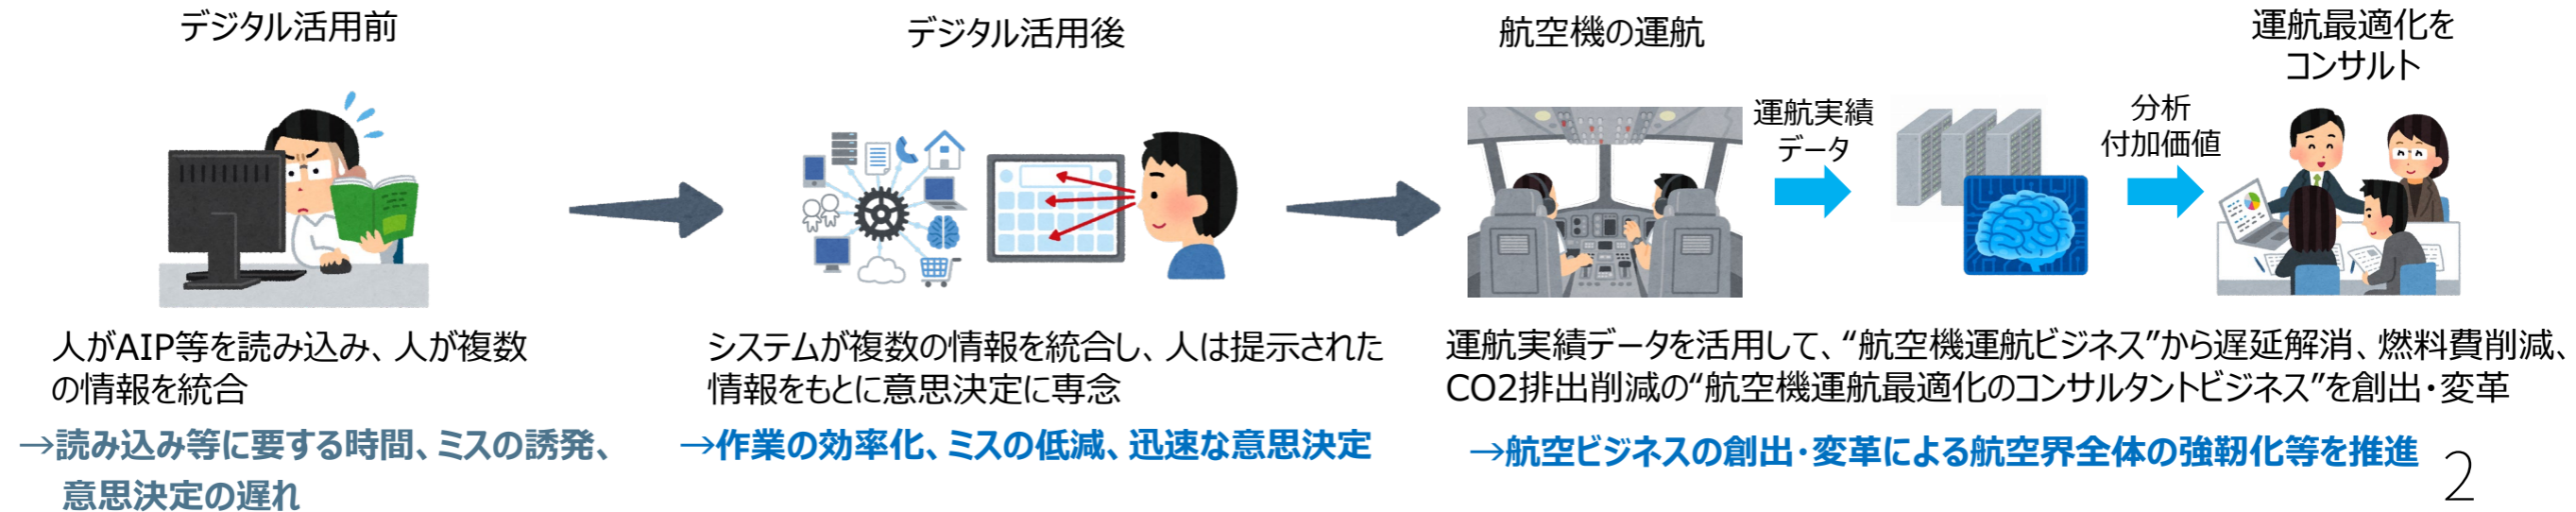 デジタル活用前
人がAIP等を読み込み、人が複数
の情報を統合
→読み込み等に要する時間、ミスの誘発、
意思決定の遅れ
デジタル活用後
システムが複数の情報を統合し、人は提示された
情報をもとに意思決定に専念
→作業の効率化、ミスの低減、迅速な意思決定
航空機の運航
運航実績
データ
分析
付加価値
運航最適化を
コンサルト
運航実績データを活用して、“航空機運航ビジネス”から遅延解消、燃料費削減、
CO2排出削減の“航空機運航最適化のコンサルタントビジネス”を創出・変革
→航空ビジネスの創出・変革による航空界全体の強靭化等を推進
2